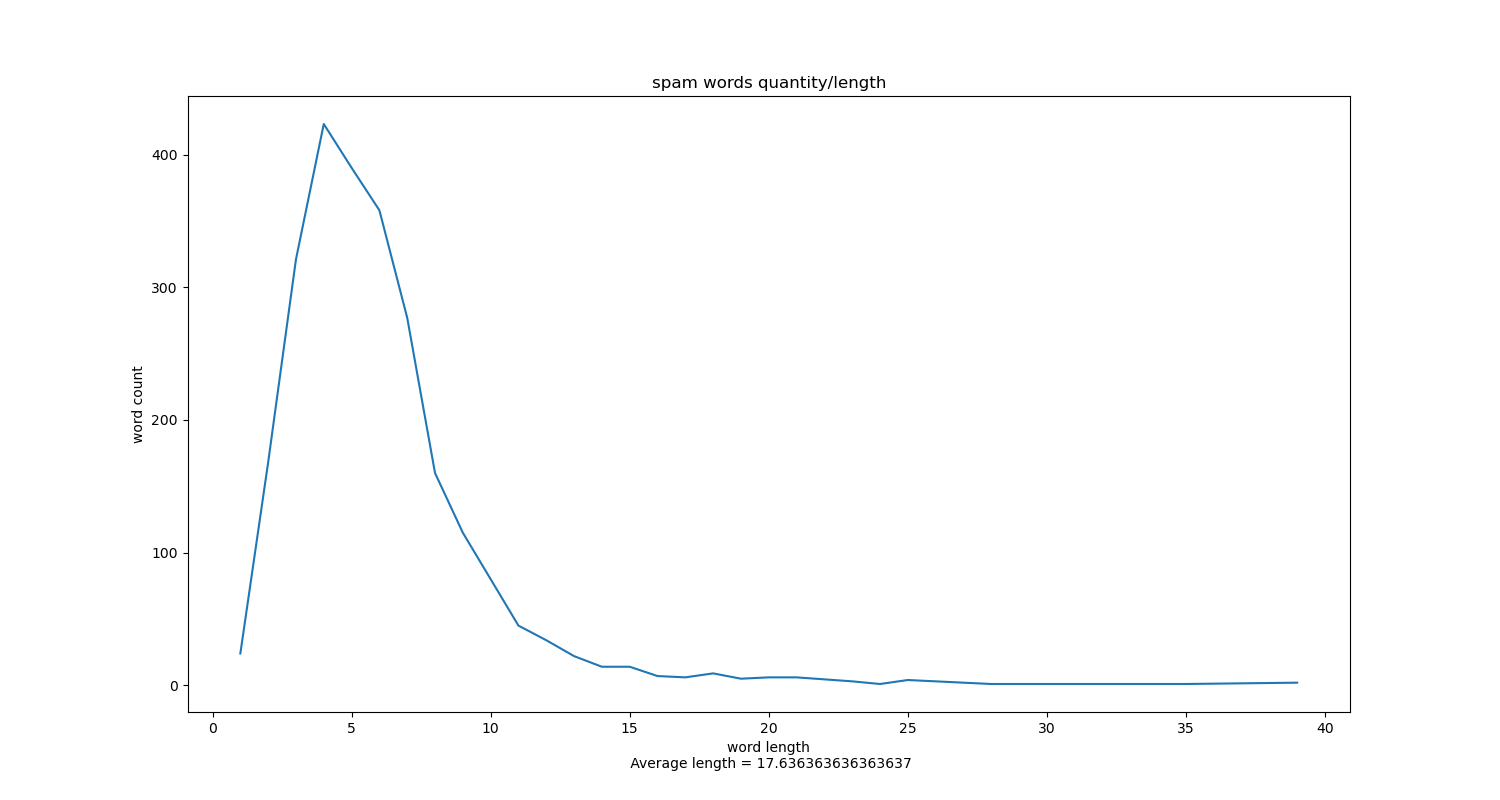 spam words quantity/length
400
300
200
100
0
word count
0 5 10 15 20 25 30 35 40
word length
Average length = 17.636363636363637